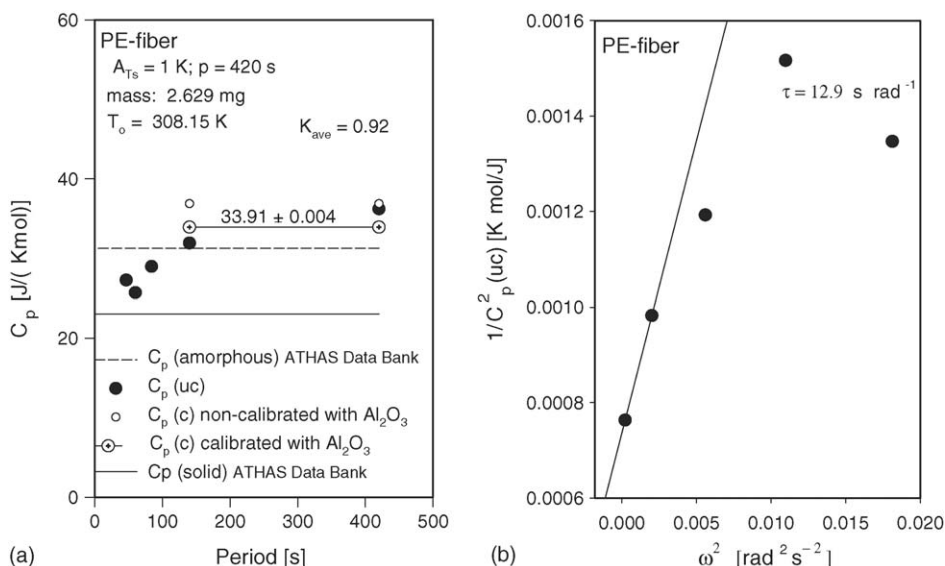 60
40
20
0
C_p [J/( Kmol)]
PE-fiber
A_Ts = 1 K; p = 420 s
mass: 2.629 mg
T_o = 308.15 K
K_ave = 0.92
33.91 ± 0.004
C_p (amorphous) ATHAS Data Bank
C_p (uc)
C_p (c) non-calibrated with Al_2O_3
C_p (c) calibrated with Al_2O_3
Cp (solid) ATHAS Data Bank
0 100 200 300 400 500
(a) Period [s]
0.0016
0.0014
0.0012
0.0010
0.0008
0.0006
1/C_p^2(uc) [K mol/J]
PE-fiber
τ = 12.9 s rad^-1
0.000 0.005 0.010 0.015 0.020
(b) ω^2 [rad^2 s^-2]